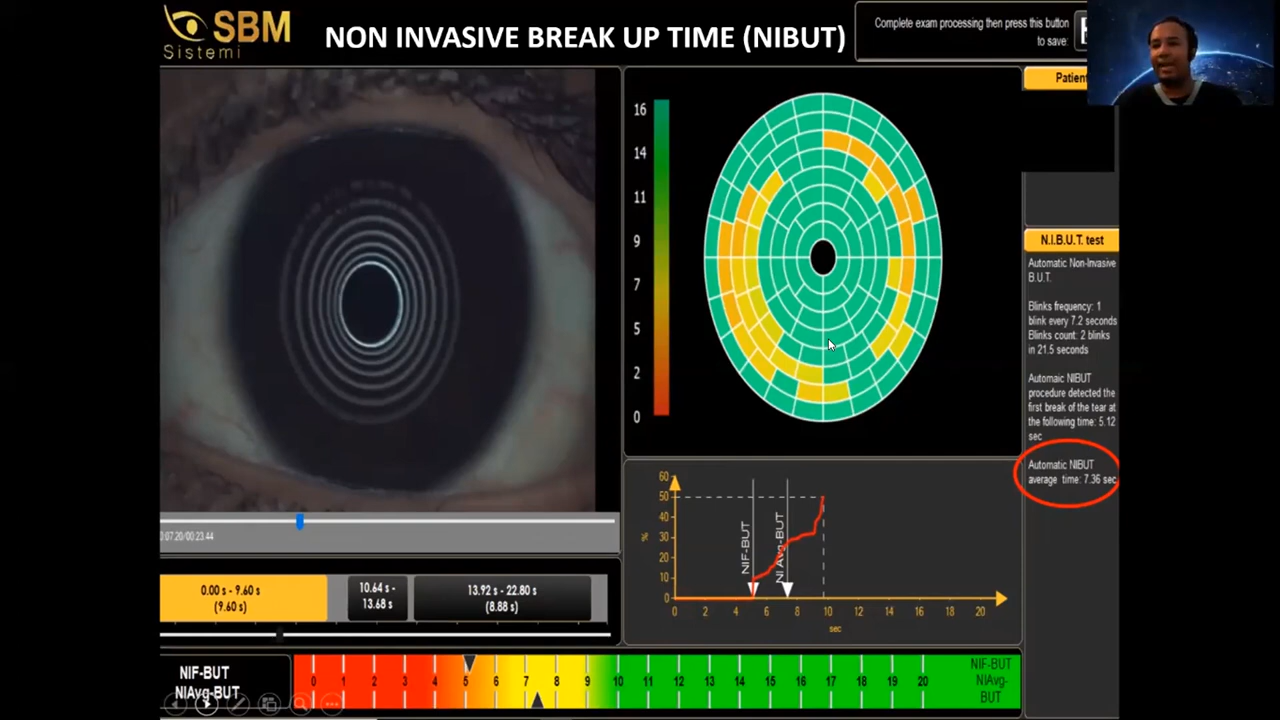 SBM
Sistemi
NON INVASIVE BREAK UP TIME (NIBUT)
Complete exam processing then press this button
to save:
Patient
16
14
11
9
7
5
2
0
N.I.B.U.T. test
Automatic Non-Invasive
B.U.T.
Blinks frequency: 1
blink every 7.2 seconds
Blinks count: 2 blinks
in 21.5 seconds
Automaic NIBUT
procedure detected the
first break of the tear at
the following time: 5.12
sec
Automatic NIBUT
average time: 7.36 sec
:07.20/00:23.44
0.00 s - 9.60 s
(9.60 s)
10.64 s -
13.68 s
13.92 s - 22.80 s
(8.88 s)
60
50
40
30
20
10
0
%
NIF-BUT
NI Avg-BUT
0 2 4 6 8 10 12 14 16 18 20
sec
NIF-BUT
NIAvg-BUT
0 1 2 3 4 5 6 7 8 9 10 11 12 13 14 15 16 17 18 19 20
NIF-BUT
NIAvg-
BUT